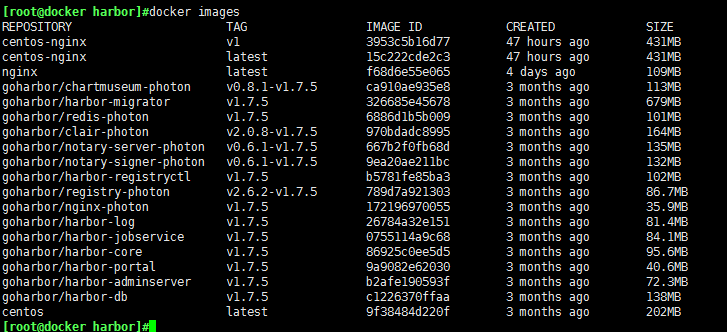 [root@docker harbor]#docker images
REPOSITORY TAG IMAGE ID CREATED SIZE
centos-nginx v1 3953c5b16d77 47 hours ago 431MB
centos-nginx latest 15c222cde2c3 47 hours ago 431MB
nginx latest f68d6e55e065 4 days ago 109MB
goharbor/chartmuseum-photon v0.8.1-v1.7.5 ca910ae935e8 3 months ago 113MB
goharbor/harbor-migrator v1.7.5 326685e45678 3 months ago 679MB
goharbor/redis-photon v1.7.5 6886d1b5b009 3 months ago 101MB
goharbor/clair-photon v2.0.8-v1.7.5 970bdadc8995 3 months ago 164MB
goharbor/notary-server-photon v0.6.1-v1.7.5 667b2f0fb68d 3 months ago 135MB
goharbor/notary-signer-photon v0.6.1-v1.7.5 9ea20ae211bc 3 months ago 132MB
goharbor/harbor-registryctl v1.7.5 b5781fe85ba3 3 months ago 102MB
goharbor/registry-photon v2.6.2-v1.7.5 789d7a921303 3 months ago 86.7MB
goharbor/nginx-photon v1.7.5 172196970055 3 months ago 35.9MB
goharbor/harbor-log v1.7.5 26784a32e151 3 months ago 81.4MB
goharbor/harbor-jobservice v1.7.5 0755114a9c68 3 months ago 84.1MB
goharbor/harbor-core v1.7.5 86925c0ee5d5 3 months ago 95.6MB
goharbor/harbor-portal v1.7.5 9a9082e62030 3 months ago 40.6MB
goharbor/harbor-adminserver v1.7.5 b2afe190593f 3 months ago 72.3MB
goharbor/harbor-db v1.7.5 c1226370ffaa 3 months ago 138MB
centos latest 9f38484d220f 3 months ago 202MB
[root@docker harbor]#